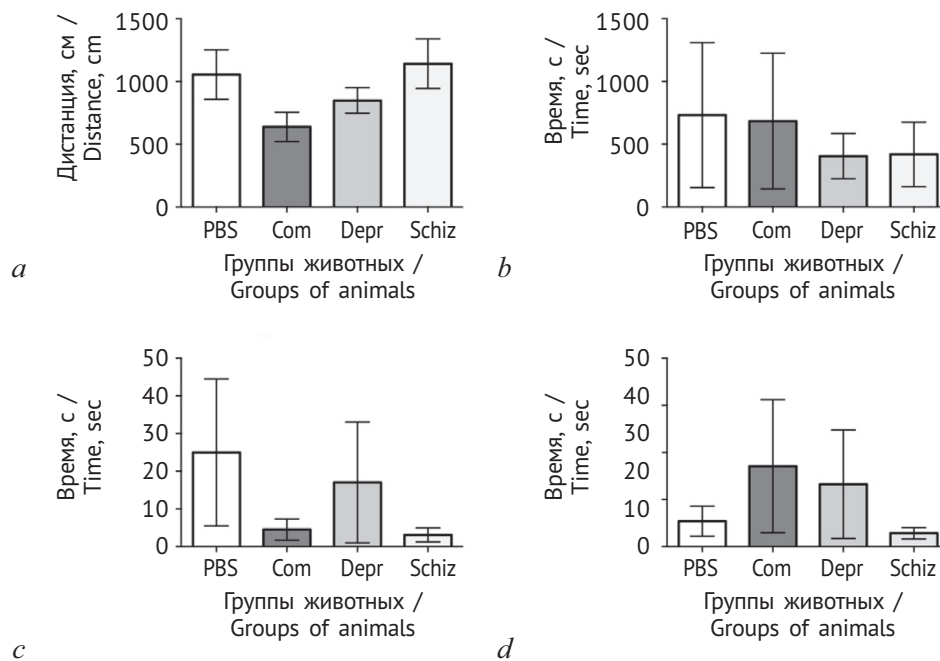 Дистанция, см /
Distance, cm
1500
1000
500
0
PBS Com Depr Schiz
Группы животных /
Groups of animals
a
Время, с /
Time, sec
1500
1000
500
0
PBS Com Depr Schiz
Группы животных /
Groups of animals
b
Время, с /
Time, sec
50
40
30
20
10
0
PBS Com Depr Schiz
Группы животных /
Groups of animals
c
Время, с /
Time, sec
50
40
30
20
10
0
PBS Com Depr Schiz
Группы животных /
Groups of animals
d